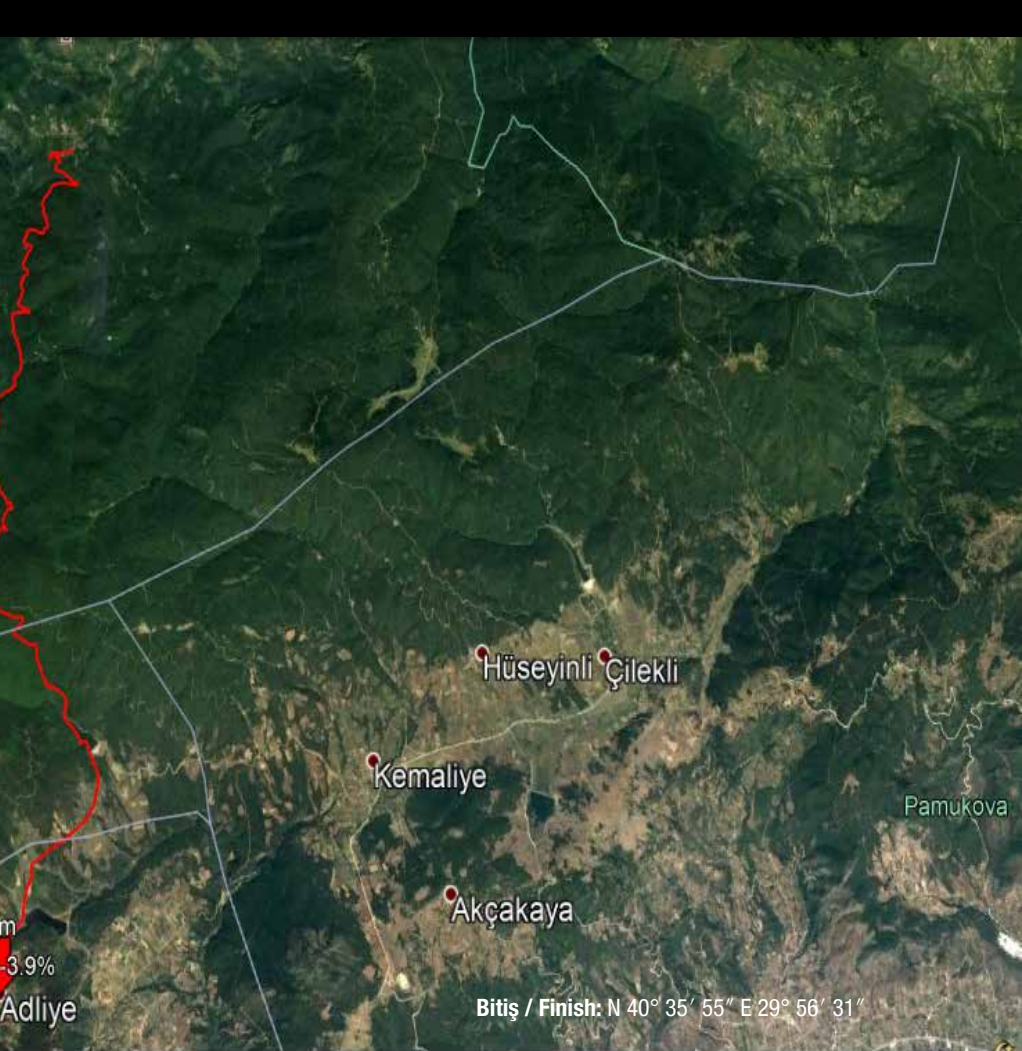 Hüseyinli
Çilekli
Kemaliye
Pamukova
Akçakaya
m
-3.9%
Adliye
Bitiş / Finish: N 40° 35′ 55″ E 29° 56′ 31″